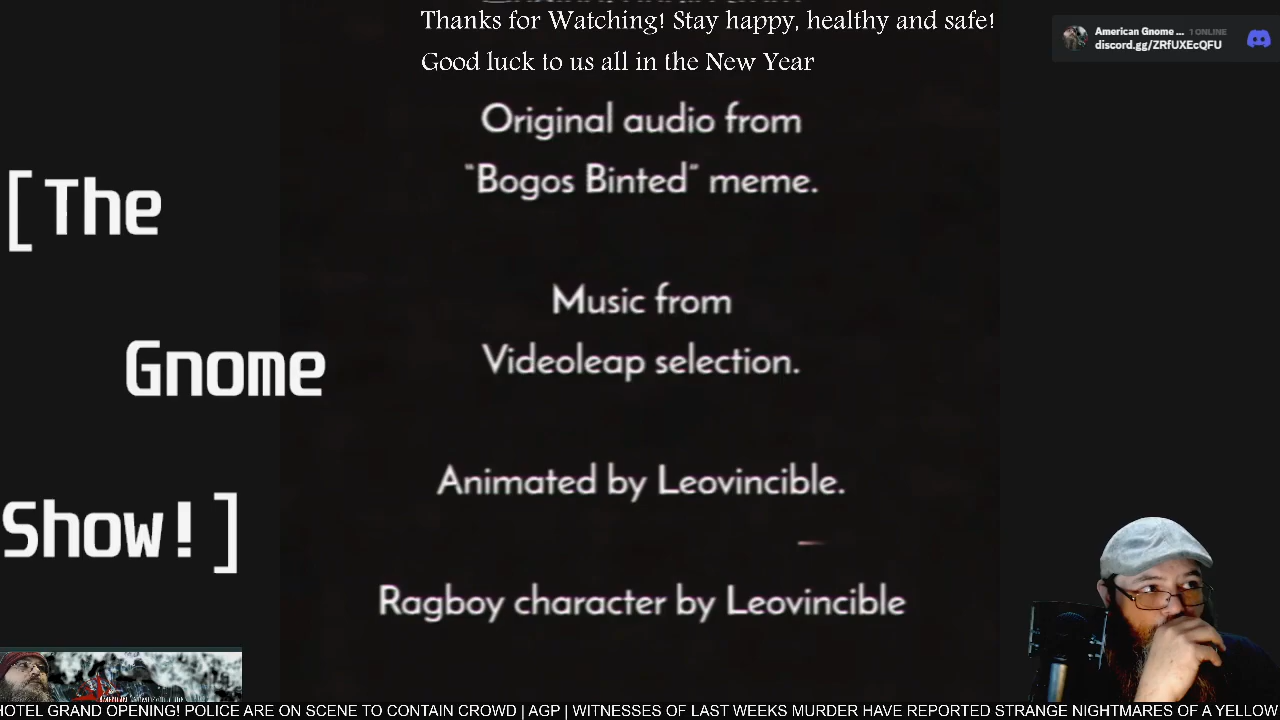 Thanks for Watching! Stay happy, healthy and safe!
Good luck to us all in the New Year
American Gnome ... 1 ONLINE
discord.gg/ZRfUXEcQFU
Original audio from
“Bogos Binted” meme.
[The
Gnome
Show!]
Music from
Videoleap selection.
Animated by Leovincible.
Ragboy character by Leovincible
HOTEL GRAND OPENING! POLICE ARE ON SCENE TO CONTAIN CROWD | AGP | WITNESSES OF LAST WEEKS MURDER HAVE REPORTED STRANGE NIGHTMARES OF A YELLOW